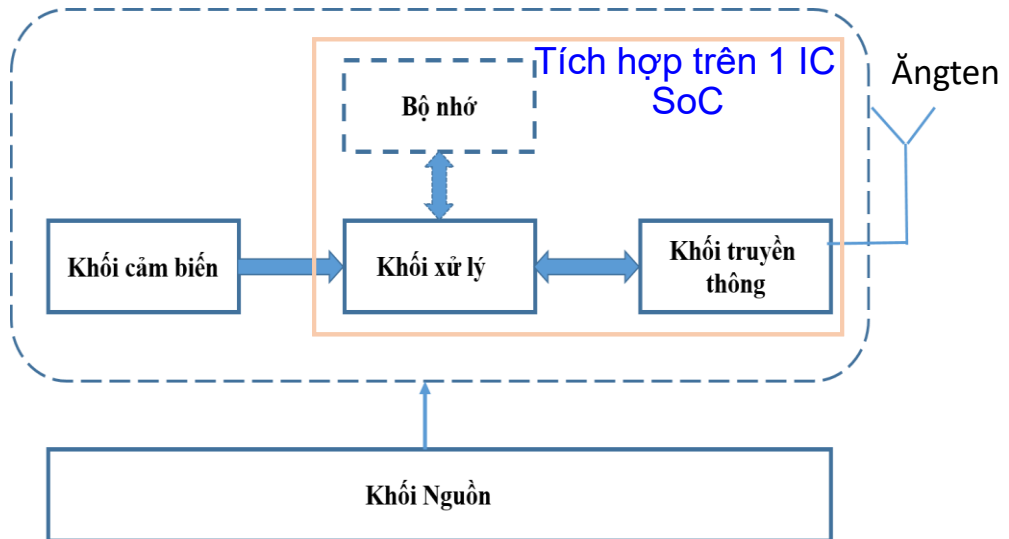 Tích hợp trên 1 IC
SoC
Ăngten
Bộ nhớ
Khối cảm biến
Khối xử lý
Khối truyền
thông
Khối Nguồn